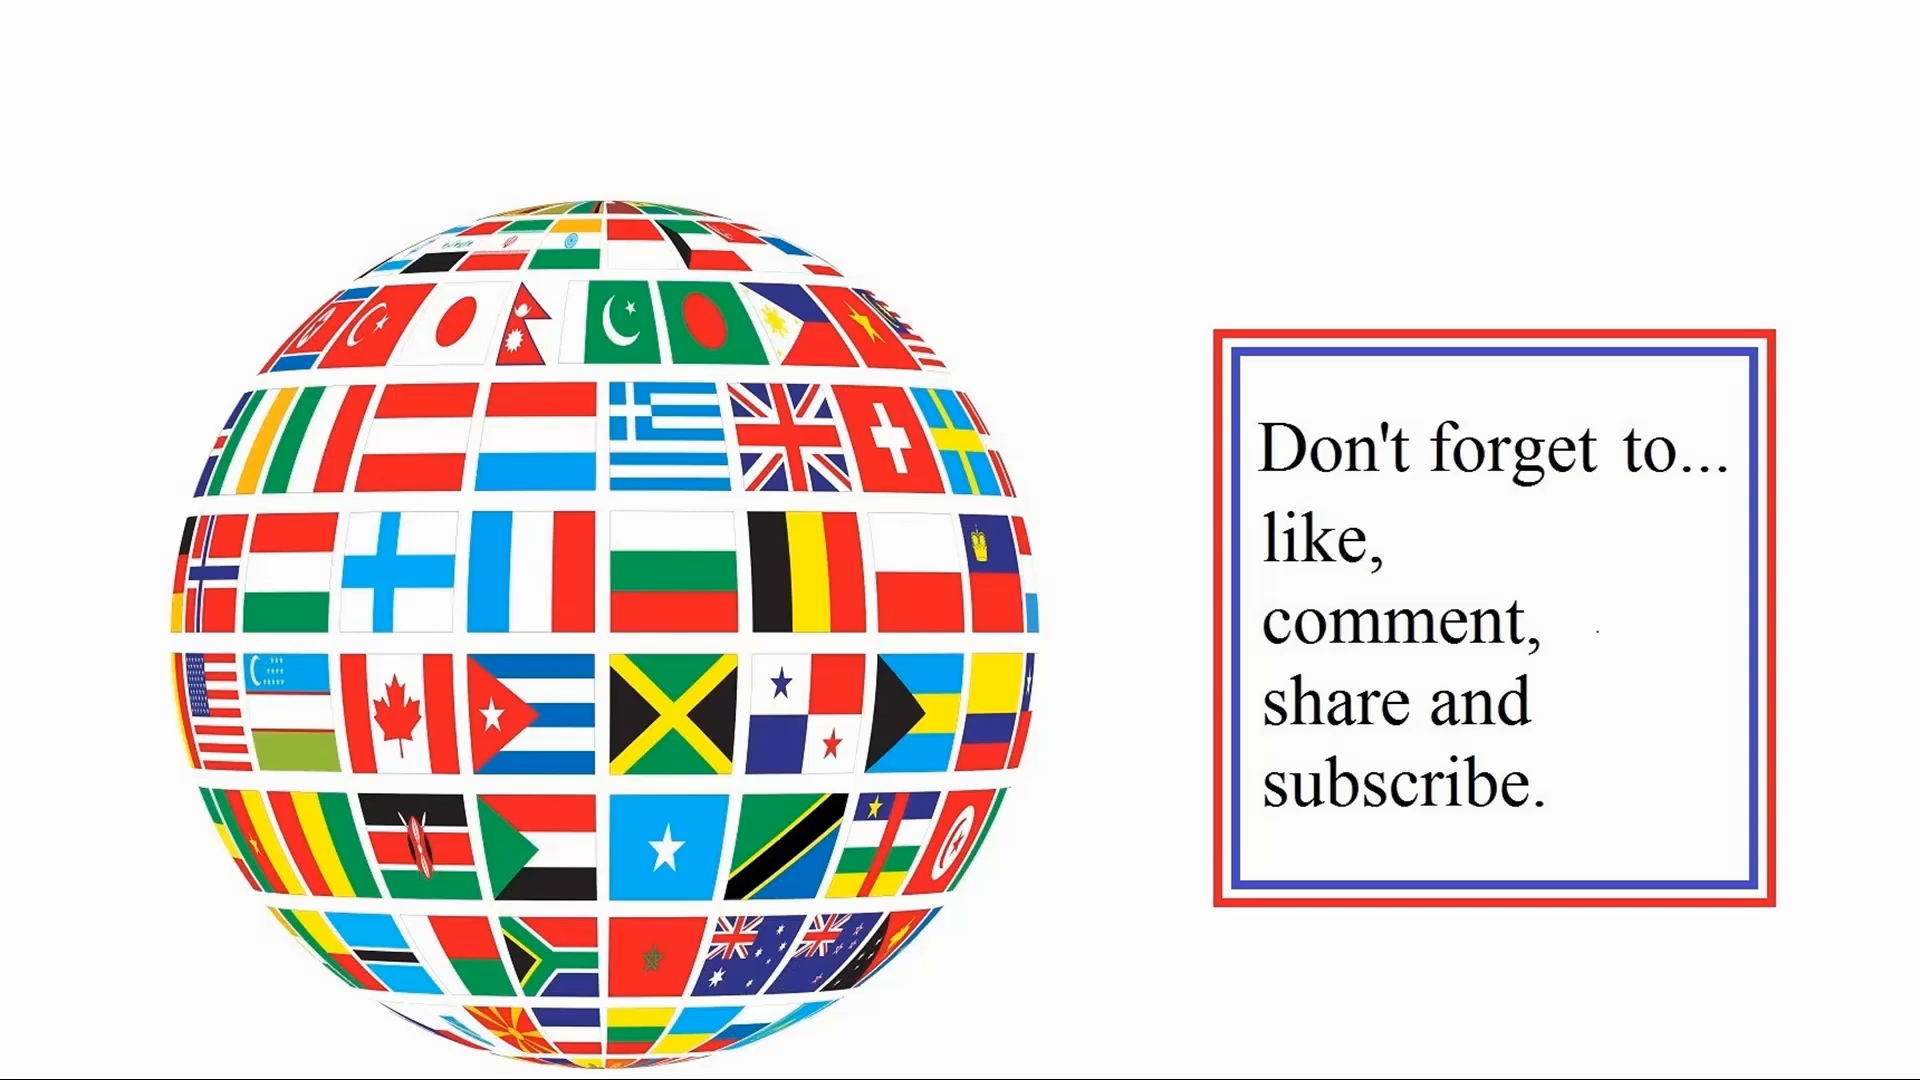 Don't forget to...
like,
comment,
share and
subscribe.